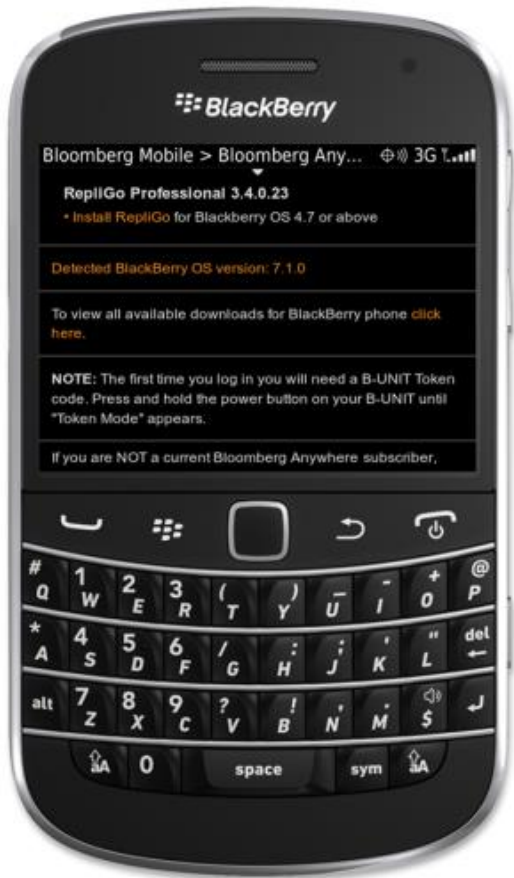 BlackBerry
Bloomberg Mobile > Bloomberg Any... 3G
RepliGo Professional 3.4.0.23
• Install RepliGo for Blackberry OS 4.7 or above
Detected BlackBerry OS version: 7.1.0
To view all available downloads for BlackBerry phone click
here.
NOTE: The first time you log in you will need a B-UNIT Token
code. Press and hold the power button on your B-UNIT until
"Token Mode" appears.
If you are NOT a current Bloomberg Anywhere subscriber,
# 1 2 3 ( ) _ - + @
Q W E R T Y U I O P
* 4 5 6 / : ; ' " del
A S D F G H J K L
alt 7 8 9 ? ! , . $
Z X C V B N M
aA 0 space sym aA